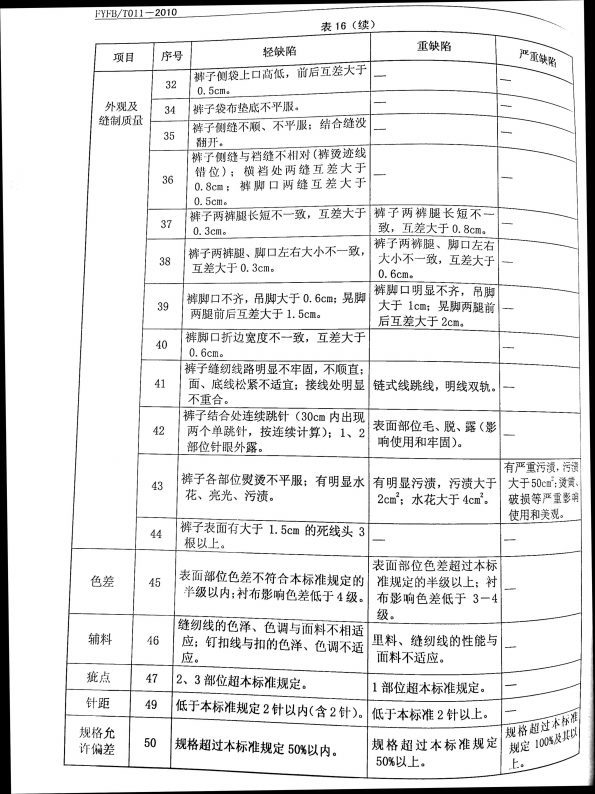 FYFB/T011－2010
表 16（续）
项目 序号 轻缺陷 重缺陷 严重缺陷
外观及
缝制质量
32 裤子侧袋上口高低，前后互差大于
0.5cm。 — —
34 裤子袋布垫底不平服。 — —
35 裤子侧缝不顺、不平服；结合缝没
翻开。 — —
36 裤子侧缝与裆缝不相对(裤烫迹线
错位)；横裆处两缝互差大于
0.8cm；裤脚口两缝互差大于
0.5cm。 — —
37 裤子两裤腿长短不一致，互差大于
0.3cm。 裤子两裤腿长短不一
致，互差大于 0.8cm。 —
38 裤子两裤腿、脚口左右大小不一致，
互差大于 0.3cm。 裤子两裤腿、脚口左右
大小不一致，互差大于
0.6cm。 —
39 裤脚口不齐，吊脚大于 0.6cm；晃脚
两腿前后互差大于 1.5cm。 裤脚口明显不齐，吊脚
大于 1cm；晃脚两腿前
后互差大于 2cm。 —
40 裤脚口折边宽度不一致，互差大于
0.6cm。 —
41 裤子缝纫线路明显不牢固，不顺直；
面、底线松紧不适宜；接线处明显
不重合。 链式线跳线，明线双轨。 —
42 裤子结合处连续跳针（30cm 内出现
两个单跳针，按连续计算）；1、2
部位针眼外露。 表面部位毛、脱、露（影
响使用和牢固）。 —
43 裤子各部位熨烫不平服；有明显水
花、亮光、污渍。 有明显污渍，污渍大于
2cm²；水花大于 4cm²。 有严重污渍，污渍
大于50cm²；烫黄、
破损等严重影响
使用和美观。
44 裤子表面有大于 1.5cm 的死线头 3
根以上。 — —
色差 45 表面部位色差不符合本标准规定的
半级以内；衬布影响色差低于 4 级。 表面部位色差超过本标
准规定的半级以上；衬
布影响色差低于 3－4
级。 —
辅料 46 缝纫线的色泽、色调与面料不相适
应；钉扣线与扣的色泽、色调不适
应。 里料、缝纫线的性能与
面料不适应。 —
疵点 47 2、3 部位超本标准规定。 1 部位超本标准规定。 —
针距 49 低于本标准规定 2 针以内(含 2 针)。 低于本标准 2 针以上。 —
规格允
许偏差 50 规格超过本标准规定 50%以内。 规格超过本标准规定
50%以上。 规格超过本标准
规定 100%及其以
上。